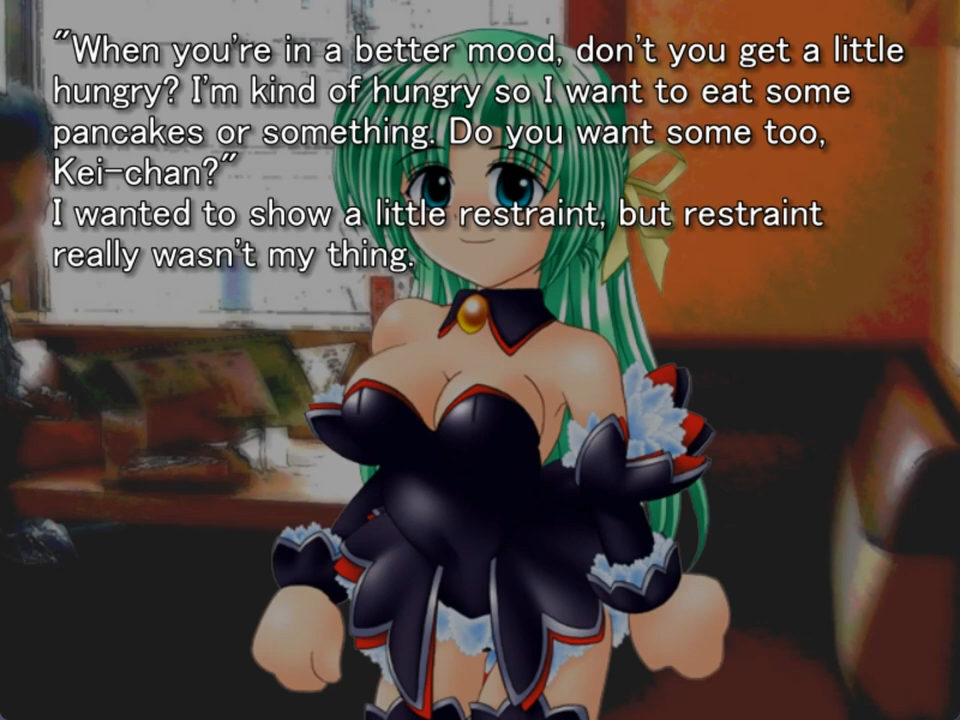 "When you're in a better mood, don't you get a little
hungry? I'm kind of hungry so I want to eat some
pancakes or something. Do you want some too,
Kei-chan?"
I wanted to show a little restraint, but restraint
really wasn't my thing.